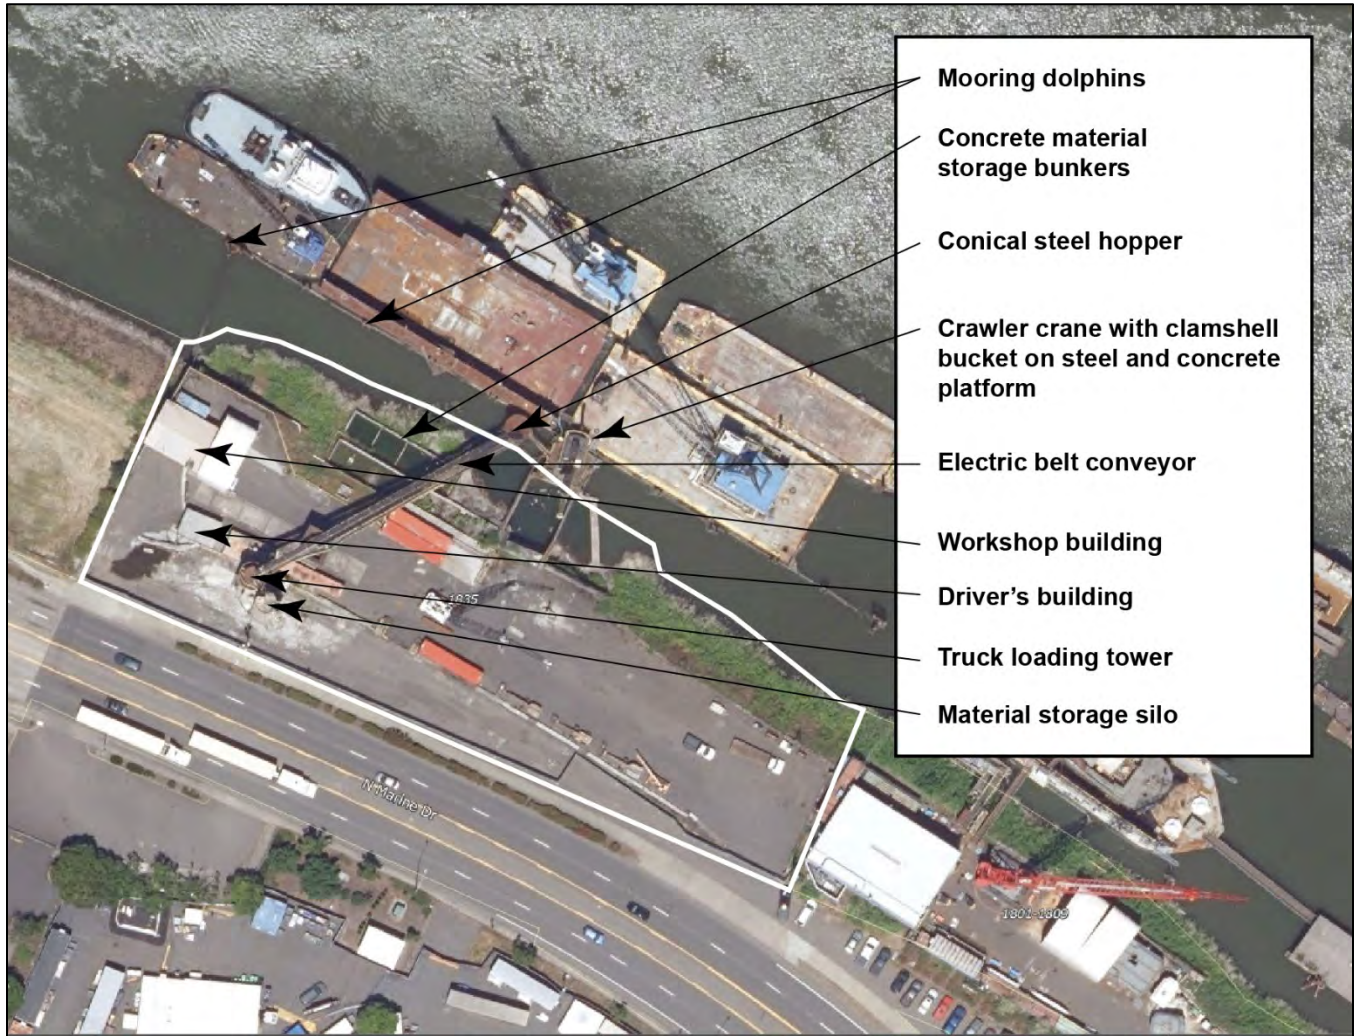 Mooring dolphins
Concrete material
storage bunkers
Conical steel hopper
Crawler crane with clamshell
bucket on steel and concrete
platform
Electric belt conveyor
Workshop building
Driver's building
Truck loading tower
Material storage silo
1835
N Marine Dr
1801-1809